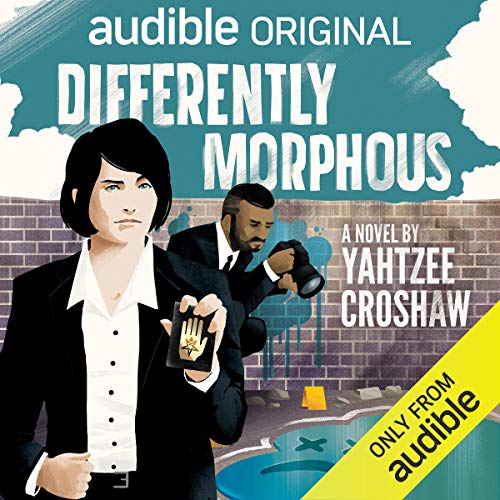 audible ORIGINAL
DIFFERENTLY
MORPHOUS
A NOVEL BY
YAHTZEE
CROSHAW
ONLY FROM
audible